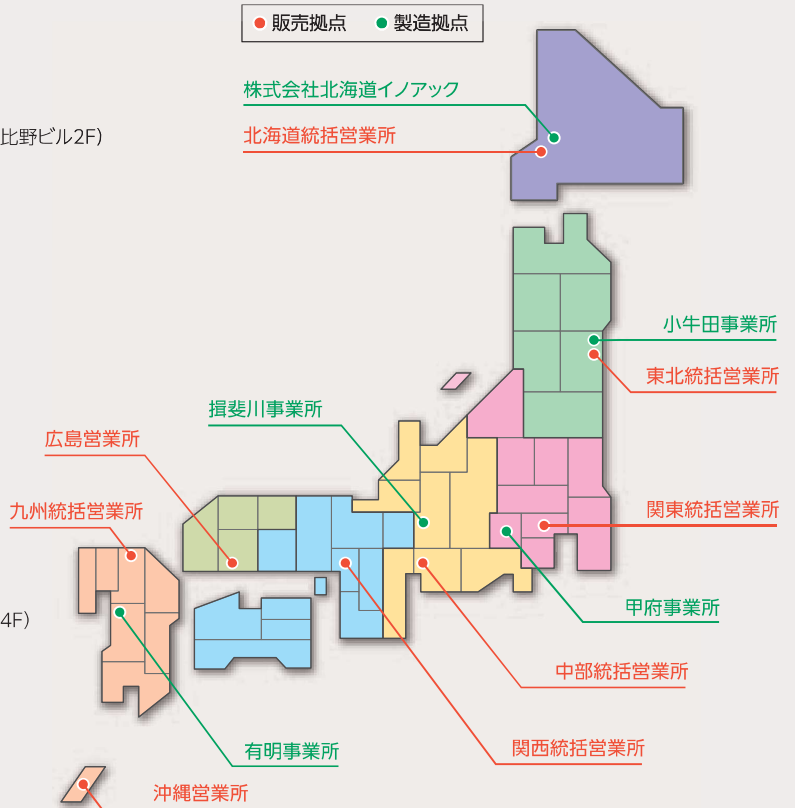 販売拠点 製造拠点
株式会社北海道イノアック
比野ビル2F)
北海道統括営業所
小牛田事業所
東北統括営業所
揖斐川事業所
広島営業所
九州統括営業所
関東統括営業所
甲府事業所
4F)
中部統括営業所
有明事業所
関西統括営業所
沖縄営業所